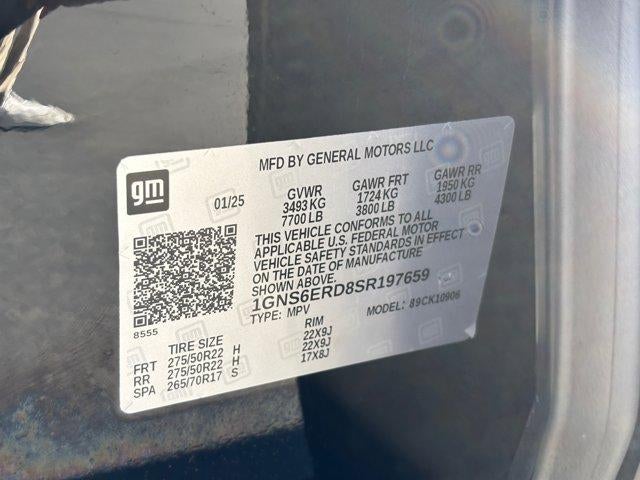 MFD BY GENERAL MOTORS LLC
gm
01/25
GVWR GAWR FRT GAWR RR
3493 KG 1724 KG 1950 KG
7700 LB 3800 LB 4300 LB
THIS VEHICLE CONFORMS TO ALL
APPLICABLE U.S. FEDERAL MOTOR
VEHICLE SAFETY STANDARDS IN EFFECT
ON THE DATE OF MANUFACTURE
SHOWN ABOVE.
1GNS6ERD8SR197659
TYPE: MPV MODEL: 89CK10906
8555
TIRE SIZE RIM
FRT 275/50R22 H 22X9J
RR 275/50R22 H 22X9J
SPA 265/70R17 S 17X8J